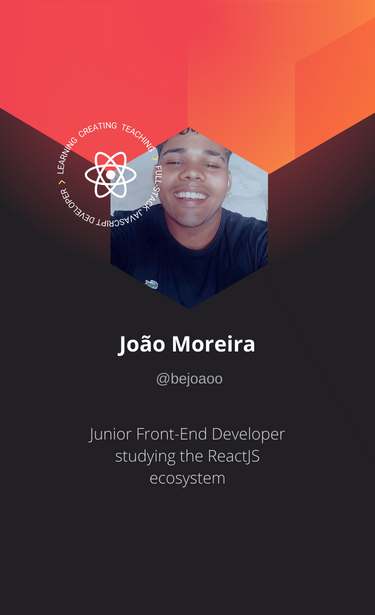 LEARNING CREATING TEACHING > FULL STACK JAVASCRIPT DEVELOPER >
João Moreira
@bejoaoo
Junior Front-End Developer
studying the ReactJS
ecosystem